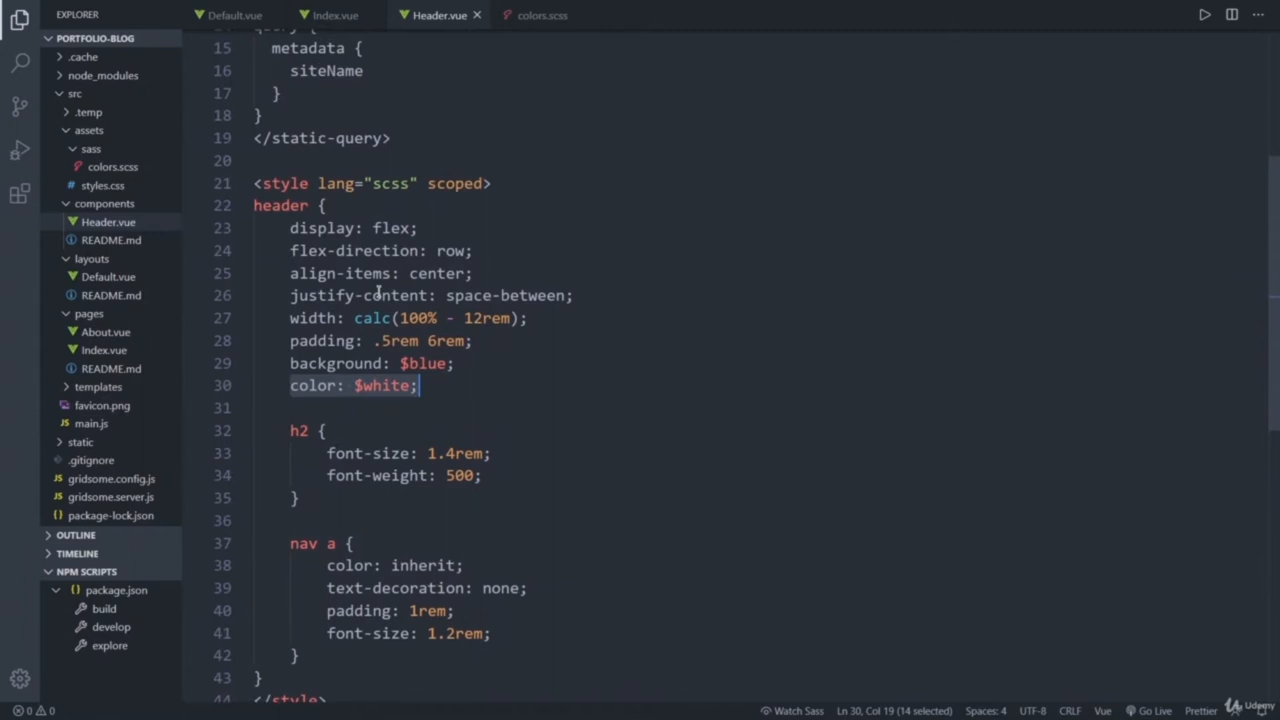 EXPLORER
Default.vue
Index.vue
Header.vue
colors.scss
PORTFOLIO-BLOG
.cache
node_modules
src
.temp
assets
sass
colors.scss
styles.css
components
Header.vue
README.md
layouts
Default.vue
README.md
pages
About.vue
Index.vue
README.md
templates
favicon.png
main.js
static
.gitignore
JS gridsome.config.js
JS gridsome.server.js
{} package-lock.json
OUTLINE
TIMELINE
NPM SCRIPTS
{} package.json
build
develop
explore
15 metadata {
16 siteName
17 }
18 }
19 </static-query>
20
21 <style lang="scss" scoped>
22 header {
23 display: flex;
24 flex-direction: row;
25 align-items: center;
26 justify-content: space-between;
27 width: calc(100% - 12rem);
28 padding: .5rem 6rem;
29 background: $blue;
30 color: $white;
31
32 h2 {
33 font-size: 1.4rem;
34 font-weight: 500;
35 }
36
37 nav a {
38 color: inherit;
39 text-decoration: none;
40 padding: 1rem;
41 font-size: 1.2rem;
42 }
43 }
44 </style>
0 0
Watch Sass
Ln 30, Col 19 (14 selected)
Spaces: 4
UTF-8
CRLF
Vue
Go Live
Prettier
Udemy